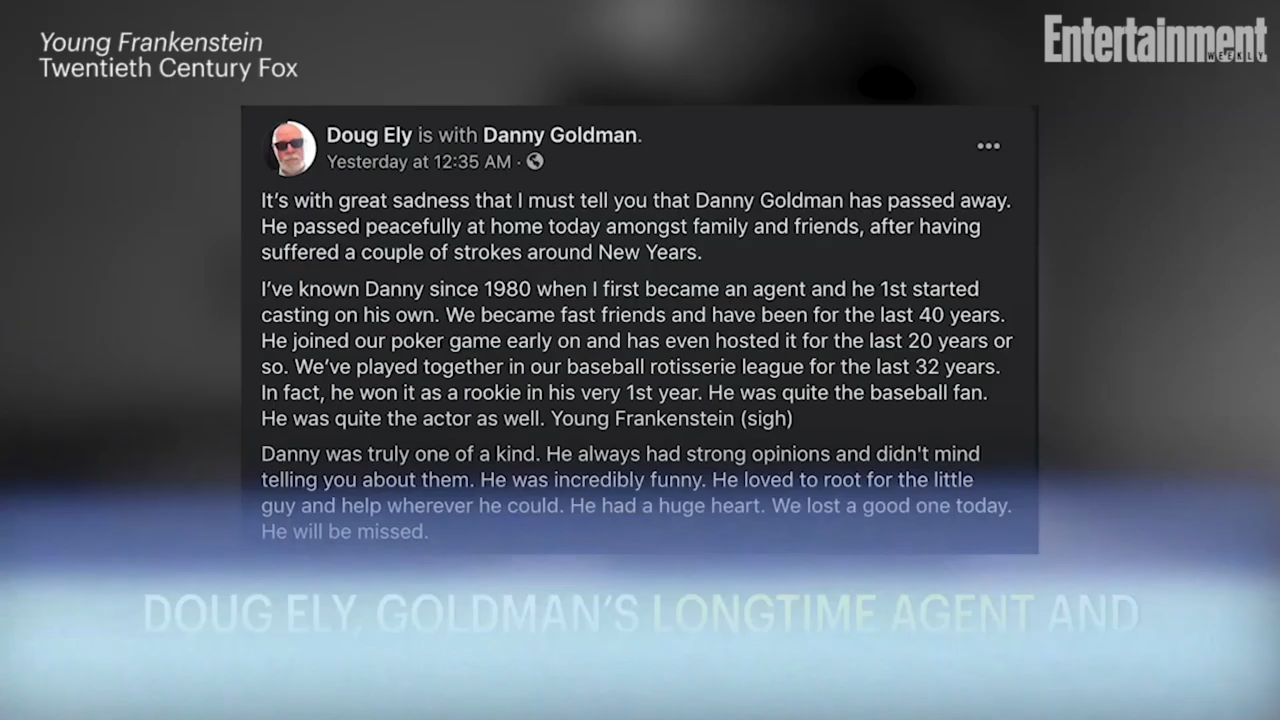 Young Frankenstein
Twentieth Century Fox
Entertainment
WEEKLY
Doug Ely is with Danny Goldman.
Yesterday at 12:35 AM ·
It's with great sadness that I must tell you that Danny Goldman has passed away.
He passed peacefully at home today amongst family and friends, after having
suffered a couple of strokes around New Years.
I've known Danny since 1980 when I first became an agent and he 1st started
casting on his own. We became fast friends and have been for the last 40 years.
He joined our poker game early on and has even hosted it for the last 20 years or
so. We've played together in our baseball rotisserie league for the last 32 years.
In fact, he won it as a rookie in his very 1st year. He was quite the baseball fan.
He was quite the actor as well. Young Frankenstein (sigh)
Danny was truly one of a kind. He always had strong opinions and didn't mind
telling you about them. He was incredibly funny. He loved to root for the little
guy and help wherever he could. He had a huge heart. We lost a good one today.
He will be missed.
DOUG ELY, GOLDMAN'S LONGTIME AGENT AND